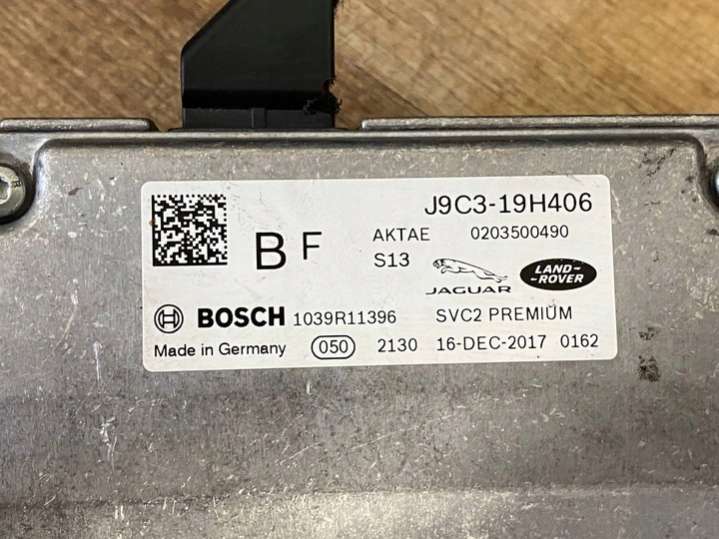 J9C3-19H406
B F
AKTAE 0203500490
S13
JAGUAR
LAND-
ROVER
BOSCH 1039R11396 SVC2 PREMIUM
Made in Germany 050 2130 16-DEC-2017 0162